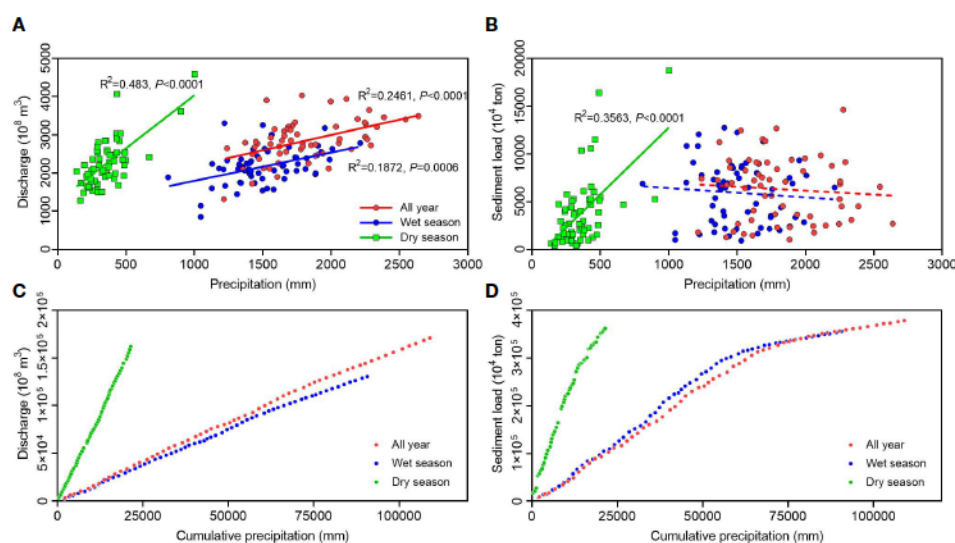 A
B
5000
4000
3000
2000
1000
0
Discharge (10⁸ m³)
R²=0.483, P<0.0001
R²=0.2461, P<0.0001
R²=0.1872, P=0.0006
All year
Wet season
Dry season
0 500 1000 1500 2000 2500 3000
Precipitation (mm)
20000
15000
10000
5000
0
Sediment load (10⁴ ton)
R²=0.3563, P<0.0001
0 500 1000 1500 2000 2500 3000
Precipitation (mm)
C
D
2×10⁵
1.5×10⁵
1×10⁵
5×10⁴
0
Discharge (10⁸ m³)
All year
Wet season
Dry season
0 25000 50000 75000 100000
Cumulative precipitation (mm)
4×10⁵
3×10⁵
2×10⁵
1×10⁵
0
Sediment load (10⁴ ton)
All year
Wet season
Dry season
0 25000 50000 75000 100000
Cumulative precipitation (mm)